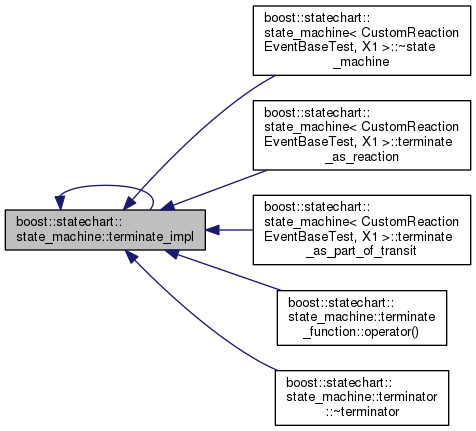 boost::statechart::
state_machine< CustomReaction
EventBaseTest, X1 >::~state
_machine
boost::statechart::
state_machine< CustomReaction
EventBaseTest, X1 >::terminate
_as_reaction
boost::statechart::
state_machine::terminate_impl
boost::statechart::
state_machine< CustomReaction
EventBaseTest, X1 >::terminate
_as_part_of_transit
boost::statechart::
state_machine::terminate
_function::operator()
boost::statechart::
state_machine::terminator
::~terminator